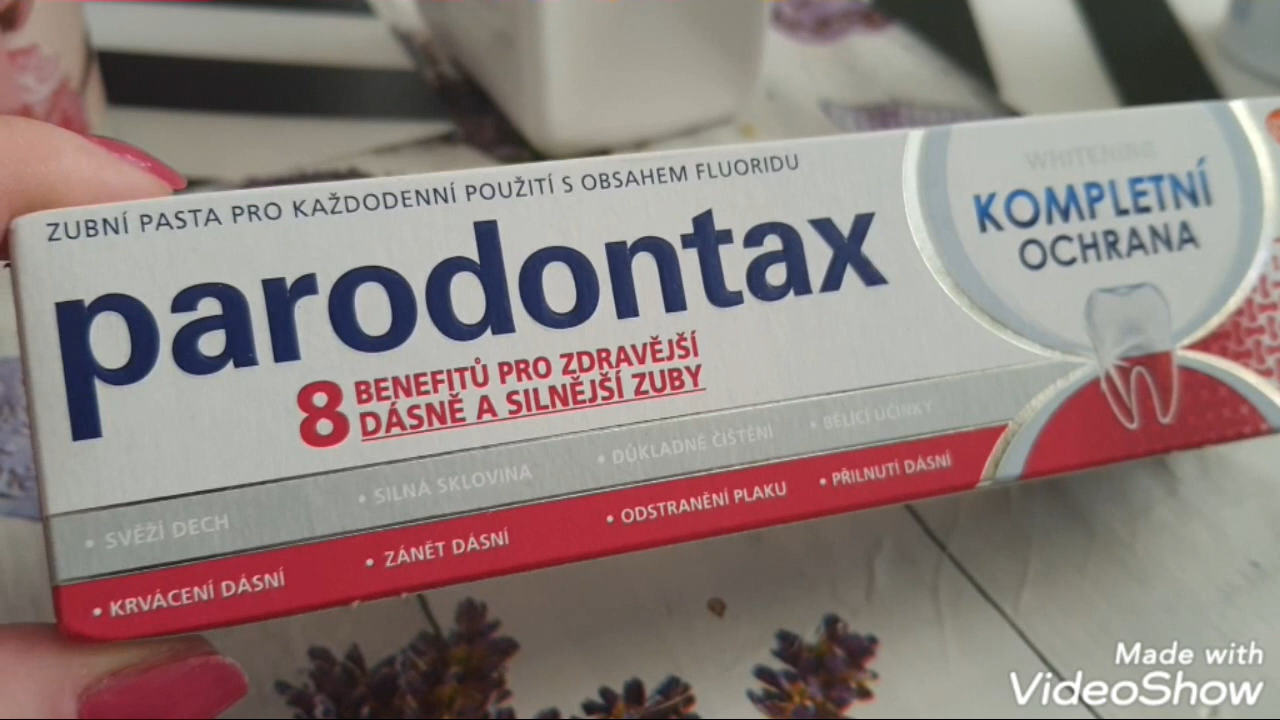 ZUBNÍ PASTA PRO KAŽDODENNÍ POUŽITÍ S OBSAHEM FLUORIDU
parodontax
8 BENEFITŮ PRO ZDRAVĚJŠÍ
DÁSNĚ A SILNĚJŠÍ ZUBY
WHITENING
KOMPLETNÍ
OCHRANA
• SVĚŽÍ DECH • SILNÁ SKLOVINA • DŮKLADNÉ ČIŠTĚNÍ • BĚLÍCÍ ÚČINKY
• KRVÁCENÍ DÁSNÍ • ZÁNĚT DÁSNÍ • ODSTRANĚNÍ PLAKU • PŘILNUTÍ DÁSNÍ
Made with
VideoShow